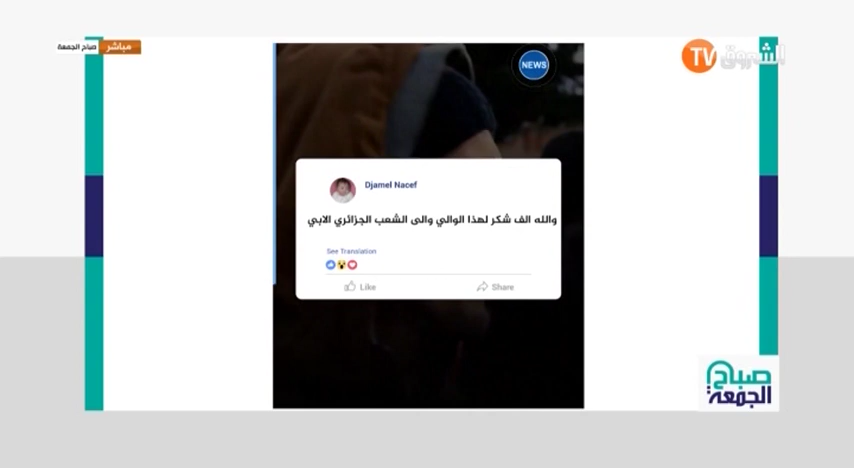 صباح الجمعة مباشر
الشروق TV
NEWS
Djamel Nacef
والله الف شكر لهذا الوالي والى الشعب الجزائري الابي
See Translation
Like Share
صباح
الجمعة